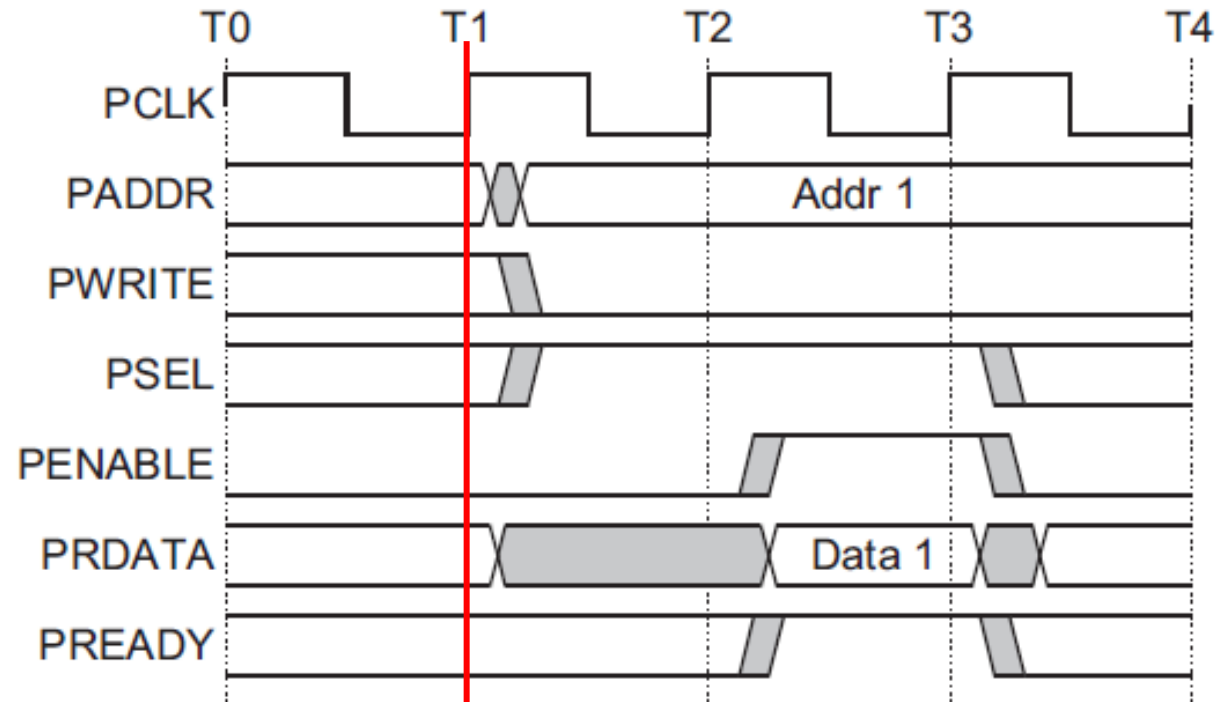 T0 T1 T2 T3 T4
PCLK
PADDR Addr 1
PWRITE
PSEL
PENABLE
PRDATA Data 1
PREADY